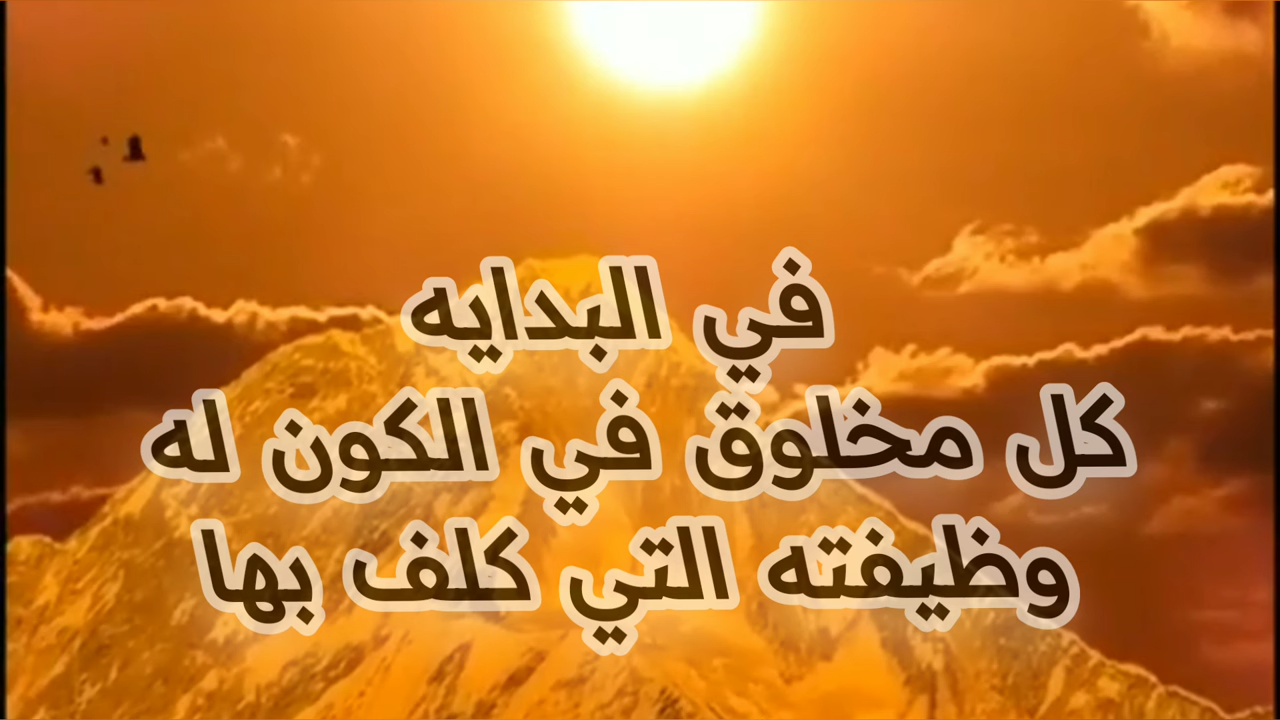 في البدايه
كل مخلوق في الكون له
وظيفته التي كلف بها